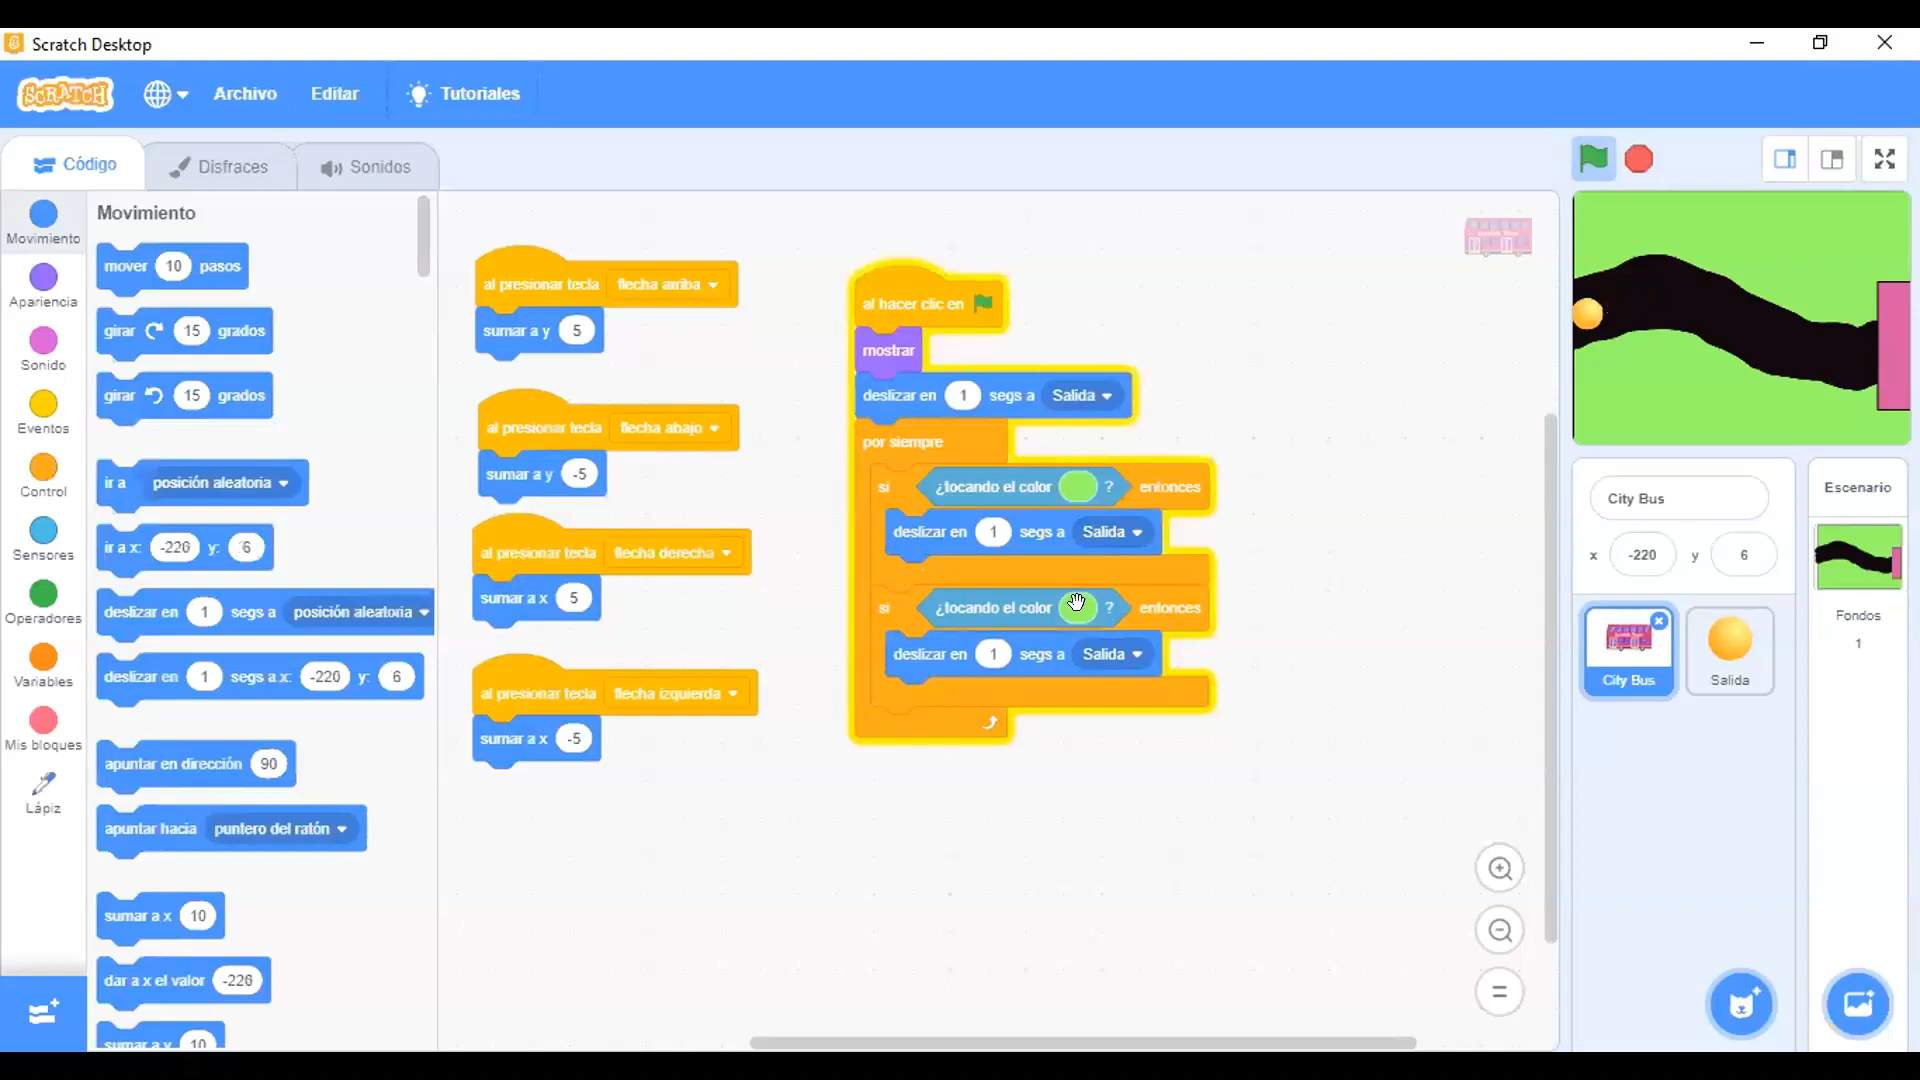 Scratch Desktop
SCRATCH
Archivo
Editar
Tutoriales
Código
Disfraces
Sonidos
Movimiento
Apariencia
Sonido
Eventos
Control
Sensores
Operadores
Variables
Mis bloques
Lápiz
Movimiento
mover 10 pasos
girar 15 grados
girar 15 grados
ir a posición aleatoria
ir a x: -226 y: 6
deslizar en 1 segs a posición aleatoria
deslizar en 1 segs a x: -220 y: 6
apuntar en dirección 90
apuntar hacia puntero del ratón
sumar a x 10
dar a x el valor -226
sumar a y 10
al presionar tecla flecha arriba
sumar a y 5
al presionar tecla flecha abajo
sumar a y -5
al presionar tecla flecha derecha
sumar a x 5
al presionar tecla flecha izquierda
sumar a x -5
al hacer clic en
mostrar
deslizar en 1 segs a Salida
por siempre
si ¿tocando el color ? entonces
deslizar en 1 segs a Salida
si ¿tocando el color ? entonces
deslizar en 1 segs a Salida
City Bus
x -220 y 6
City Bus
Salida
Escenario
Fondos
1